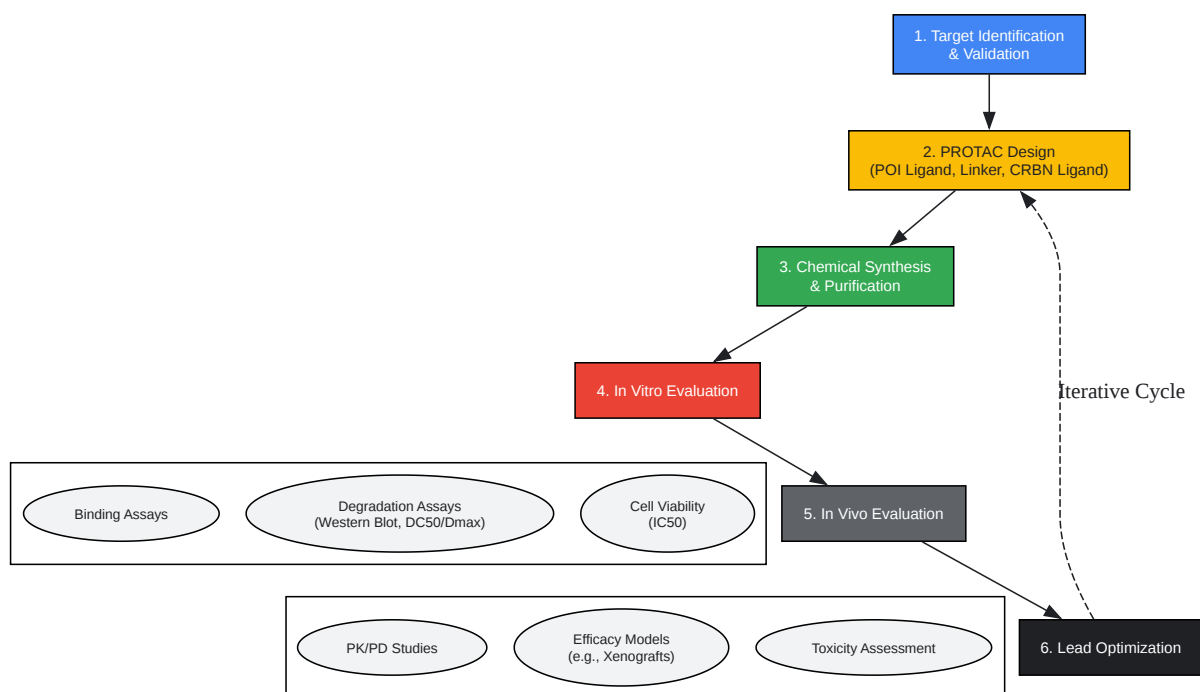 1. Target Identification
& Validation
2. PROTAC Design
(POI Ligand, Linker, CRBN Ligand)
3. Chemical Synthesis
& Purification
4. In Vitro Evaluation
Iterative Cycle
Binding Assays
Degradation Assays
(Western Blot, DC50/Dmax)
Cell Viability
(IC50)
5. In Vivo Evaluation
PK/PD Studies
Efficacy Models
(e.g., Xenografts)
Toxicity Assessment
6. Lead Optimization